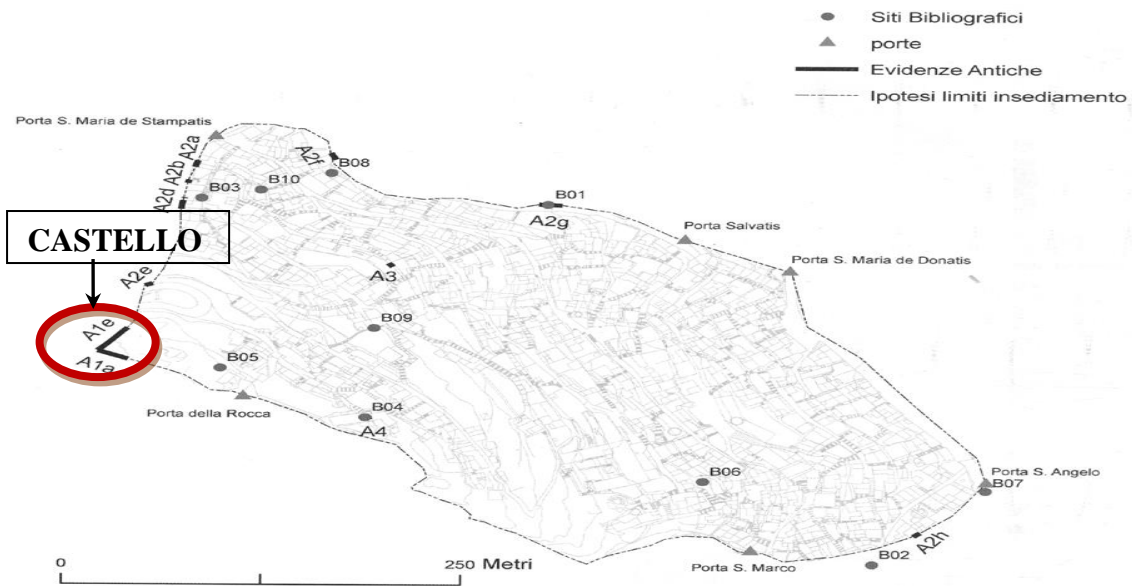 Siti Bibliografici
porte
Evidenze Antiche
Ipotesi limiti insediamento
Porta S. Maria de Stampatis
A2a
A2b
A2d
A2f
B08
B10
B03
B01
A2g
CASTELLO
Porta Salvatis
A2e
A3
Porta S. Maria de Donatis
A1e
A1a
B09
B05
Porta della Rocca
B04
A4
B06
Porta S. Angelo
B07
A2h
B02
Porta S. Marco
0
250 Metri